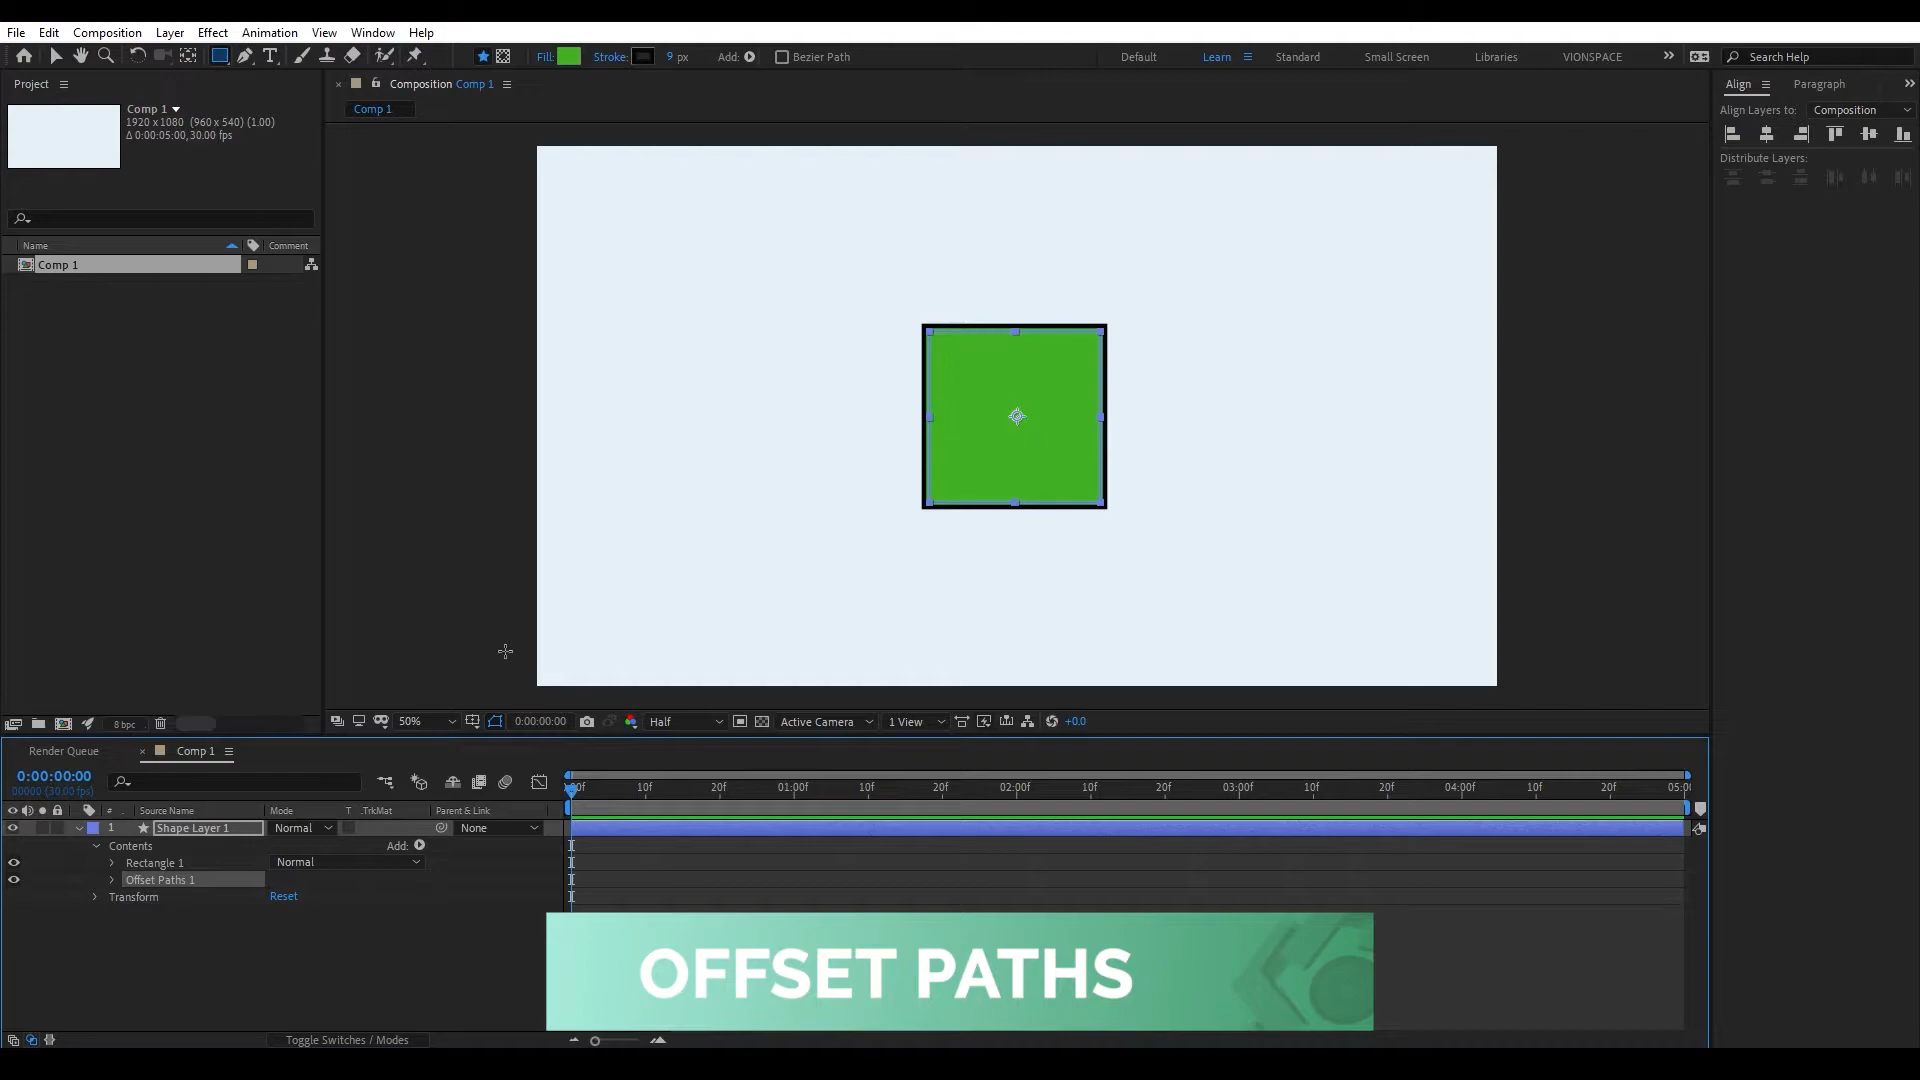 File Edit Composition Layer Effect Animation View Window Help
Fill: Stroke: 9 px Add: Bezier Path Default Learn Standard Small Screen Libraries VIONSPACE Search Help
Project
Comp 1
1920 x 1080 (960 x 540) (1.00)
Δ 0:00:05:00, 30.00 fps
Name Comment
Comp 1
8 bpc
Composition Comp 1
Comp 1
50% 0:00:00:00 Half Active Camera 1 View +0.0
Align Paragraph
Align Layers to: Composition
Distribute Layers:
Render Queue Comp 1
0:00:00:00
00000 (30.00 fps)
10f 20f 01:00f 10f 20f 02:00f 10f 20f 03:00f 10f 20f 04:00f 10f 20f 05:00
# Source Name Mode T .TrkMat Parent & Link
1 Shape Layer 1 Normal None
Contents Add:
Rectangle 1 Normal
Offset Paths 1
Transform Reset
OFFSET PATHS
Toggle Switches / Modes